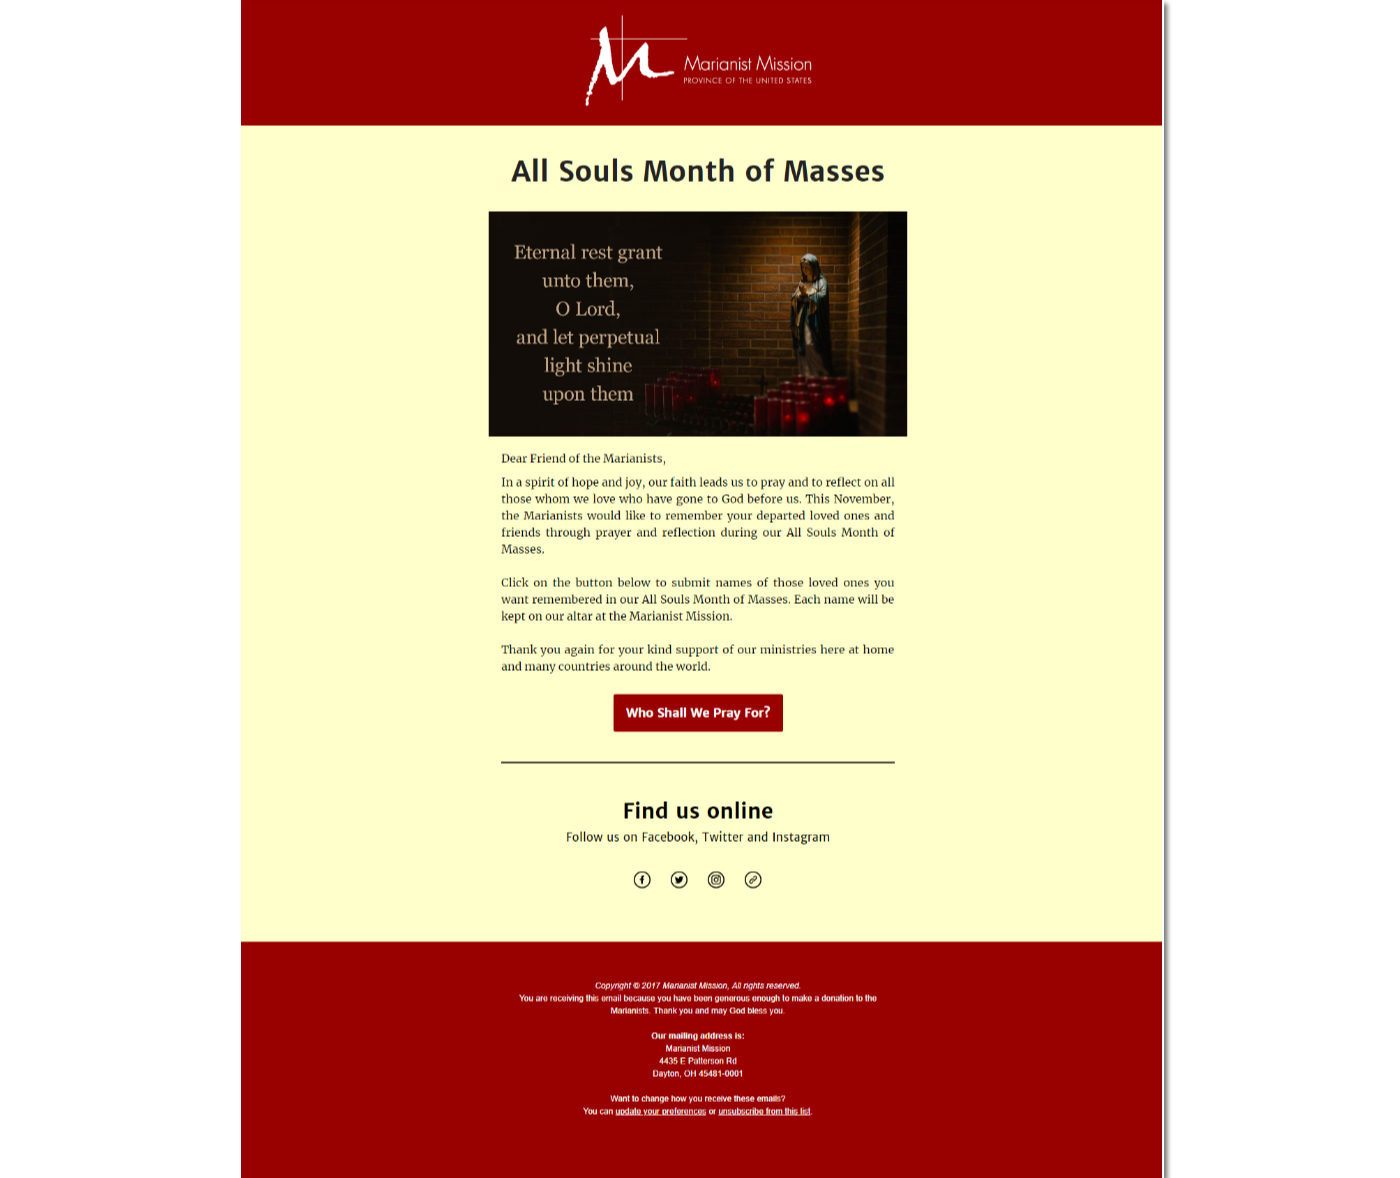 Marianist Mission
PROVINCE OF THE UNITED STATES
All Souls Month of Masses
Eternal rest grant
unto them,
O Lord,
and let perpetual
light shine
upon them
Dear Friend of the Marianists,
In a spirit of hope and joy, our faith leads us to pray and to reflect on all
those whom we love who have gone to God before us. This November,
the Marianists would like to remember your departed loved ones and
friends through prayer and reflection during our All Souls Month of
Masses.
Click on the button below to submit names of those loved ones you
want remembered in our All Souls Month of Masses. Each name will be
kept on our altar at the Marianist Mission.
Thank you again for your kind support of our ministries here at home
and many countries around the world.
Who Shall We Pray For?
Find us online
Follow us on Facebook, Twitter and Instagram
Copyright © 2017 Marianist Mission, All rights reserved.
You are receiving this email because you have been generous enough to make a donation to the
Marianists. Thank you and may God bless you.
Our mailing address is:
Marianist Mission
4435 E Patterson Rd
Dayton, OH 45481-0001
Want to change how you receive these emails?
You can update your preferences or unsubscribe from this list.